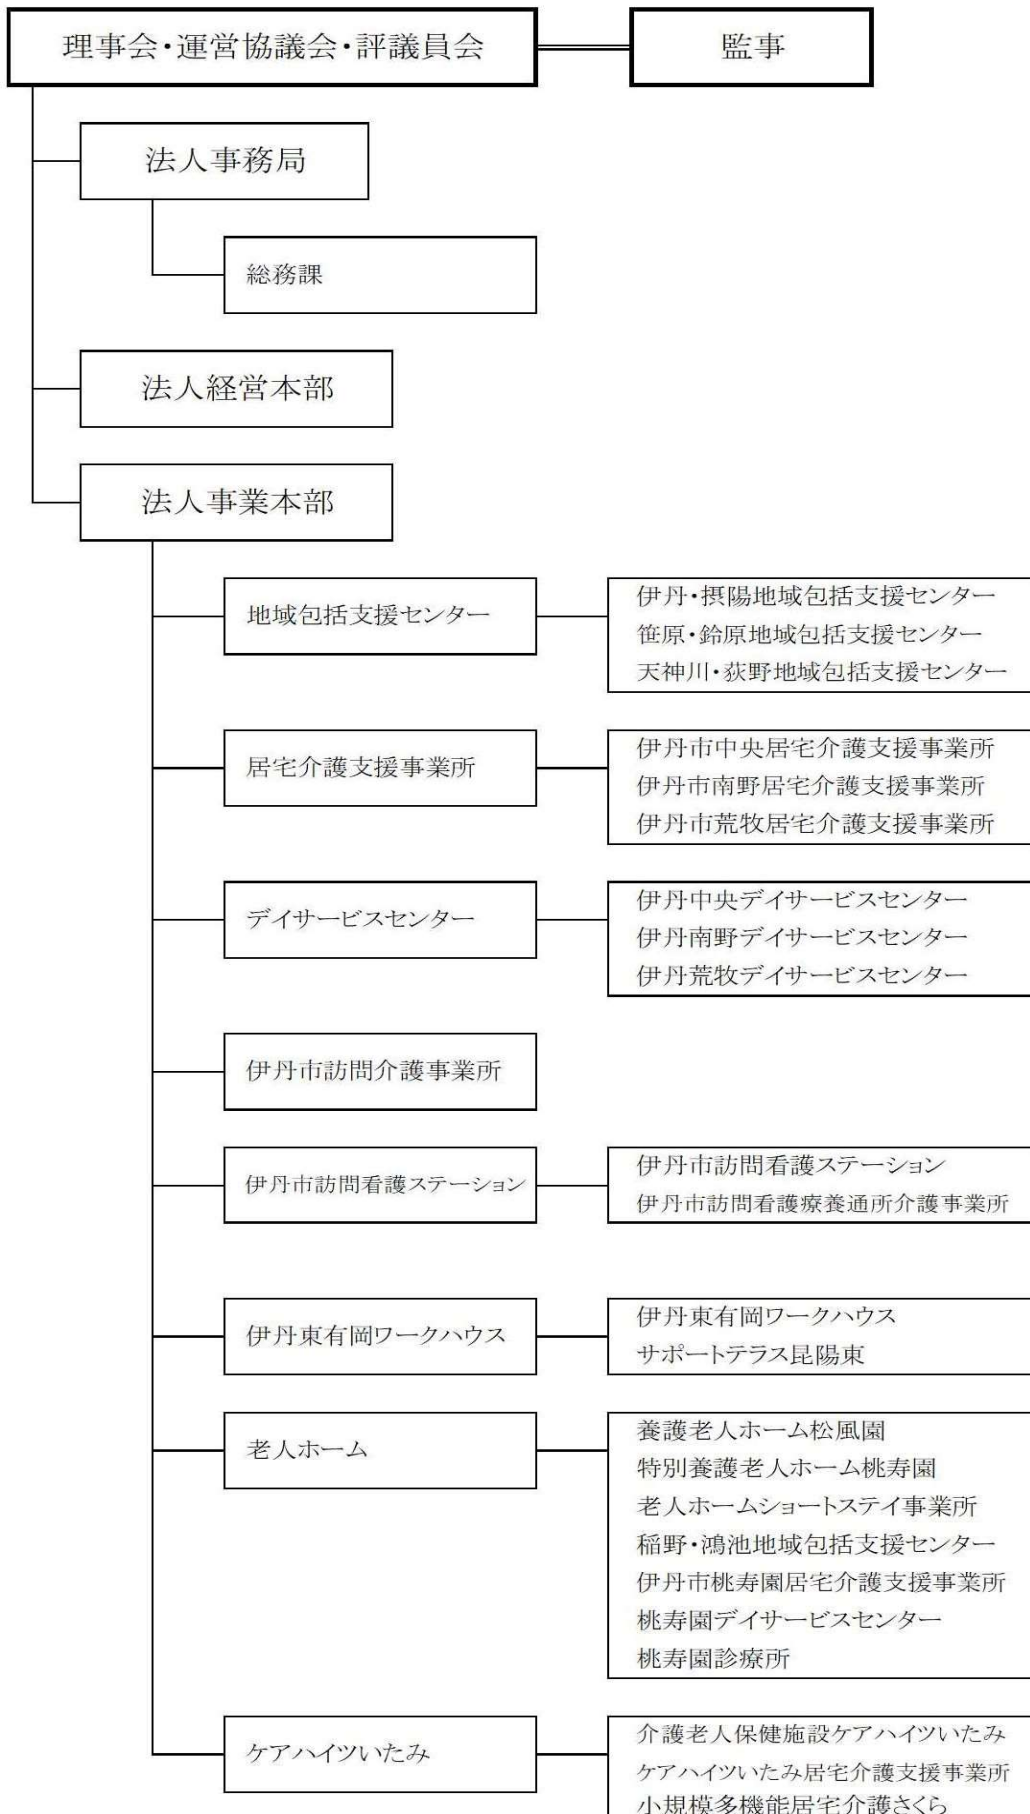 理事会・運営協議会・評議員会
監事
法人事務局
総務課
法人経営本部
法人事業本部
地域包括支援センター
伊丹・摂陽地域包括支援センター
笹原・鈴原地域包括支援センター
天神川・荻野地域包括支援センター
居宅介護支援事業所
伊丹市中央居宅介護支援事業所
伊丹市南野居宅介護支援事業所
伊丹市荒牧居宅介護支援事業所
デイサービスセンター
伊丹中央デイサービスセンター
伊丹南野デイサービスセンター
伊丹荒牧デイサービスセンター
伊丹市訪問介護事業所
伊丹市訪問看護ステーション
伊丹市訪問看護ステーション
伊丹市訪問看護療養通所介護事業所
伊丹東有岡ワークハウス
伊丹東有岡ワークハウス
サポートテラス昆陽東
老人ホーム
養護老人ホーム松風園
特別養護老人ホーム桃寿園
老人ホームショートステイ事業所
稲野・鴻池地域包括支援センター
伊丹市桃寿園居宅介護支援事業所
桃寿園デイサービスセンター
桃寿園診療所
ケアハイツいたみ
介護老人保健施設ケアハイツいたみ
ケアハイツいたみ居宅介護支援事業所
小規模多機能居宅介護さくら